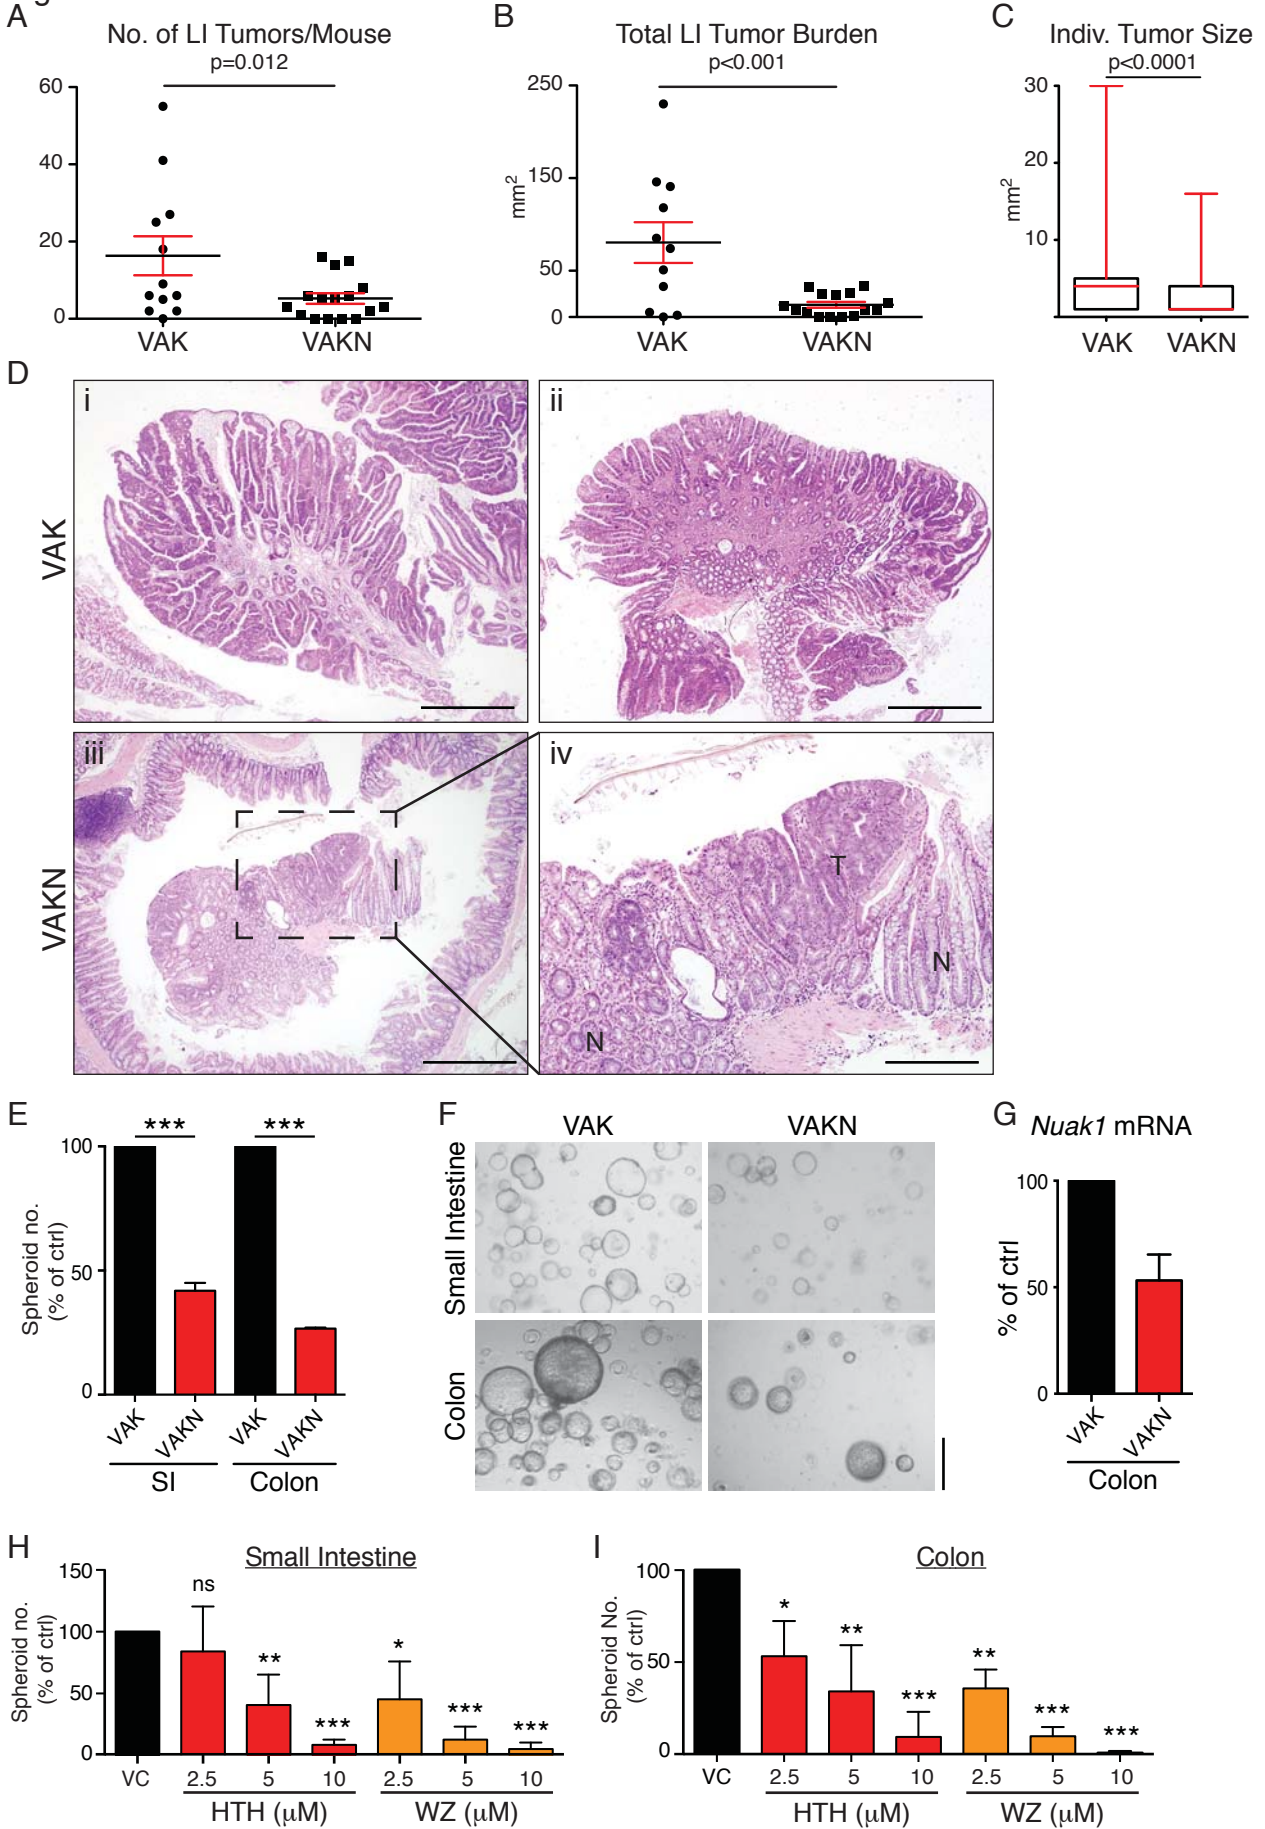 A
No. of LI Tumors/Mouse
p=0.012
60
40
20
0
VAK
VAKN
B
Total LI Tumor Burden
p<0.001
mm2
250
150
50
0
VAK
VAKN
C
Indiv. Tumor Size
p<0.0001
mm2
30
20
10
VAK
VAKN
D
VAK
i
ii
VAKN
iii
iv
T
N
N
E
Spheroid no.
(% of ctrl)
100
50
0
***
***
VAK
VAKN
VAK
VAKN
SI
Colon
F
VAK
VAKN
Small Intestine
Colon
G
Nuak1 mRNA
% of ctrl
100
50
0
VAK
VAKN
Colon
H
Small Intestine
Spheroid no.
(% of ctrl)
150
100
50
0
ns
**
***
*
***
***
VC
2.5
5
10
2.5
5
10
HTH (μM)
WZ (μM)
I
Colon
Spheroid No.
(% of ctrl)
100
50
0
*
**
***
**
***
***
VC
2.5
5
10
2.5
5
10
HTH (μM)
WZ (μM)